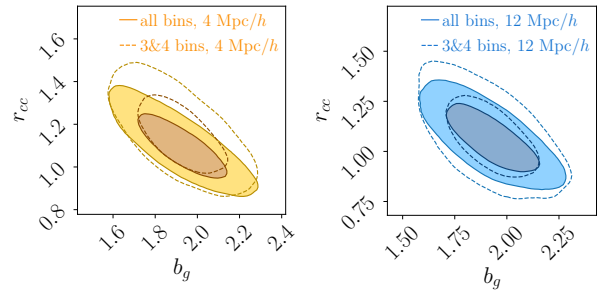 all bins, 4 Mpc/h
3&4 bins, 4 Mpc/h
1.6
1.4
1.2
1.0
0.8
r_cc
1.6
1.8
2.0
2.2
2.4
b_g
all bins, 12 Mpc/h
3&4 bins, 12 Mpc/h
1.50
1.25
1.00
0.75
r_cc
1.50
1.75
2.00
2.25
b_g